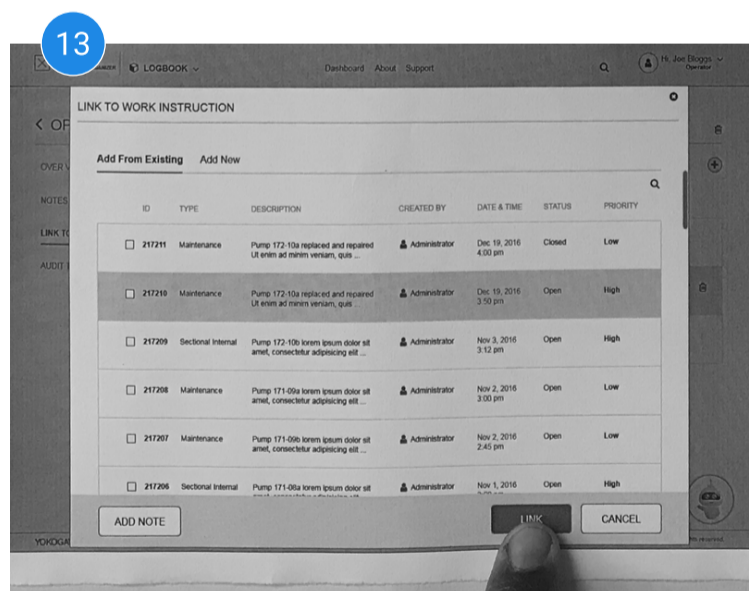 13
LOGBOOK
Dashboard About Support
Hi, Joe Bloggs
Operator
LINK TO WORK INSTRUCTION
Add From Existing Add New
OVER V
NOTES
LINK TO
AUDIT
ID TYPE DESCRIPTION CREATED BY DATE & TIME STATUS PRIORITY
217211 Maintenance Pump 172-10a replaced and repaired Administrator Dec 19, 2016 Closed Low
Ut enim ad minim veniam, quis ... 4:00 pm
217210 Maintenance Pump 172-10a replaced and repaired Administrator Dec 19, 2016 Open High
Ut enim ad minim veniam, quis ... 3:50 pm
217209 Sectional Internal Pump 172-10b lorem ipsum dolor sit Administrator Nov 3, 2016 Open High
amet, consectetur adipisicing elit ... 3:12 pm
217208 Maintenance Pump 171-09a lorem ipsum dolor sit Administrator Nov 2, 2016 Open Low
amet, consectetur adipisicing elit ... 3:00 pm
217207 Maintenance Pump 171-09b lorem ipsum dolor sit Administrator Nov 2, 2016 Open Low
amet, consectetur adipisicing elit ... 2:45 pm
217206 Sectional Internal Pump 171-08a lorem ipsum dolor sit Administrator Nov 1, 2016 Open High
ADD NOTE LINK CANCEL
YOKOGA